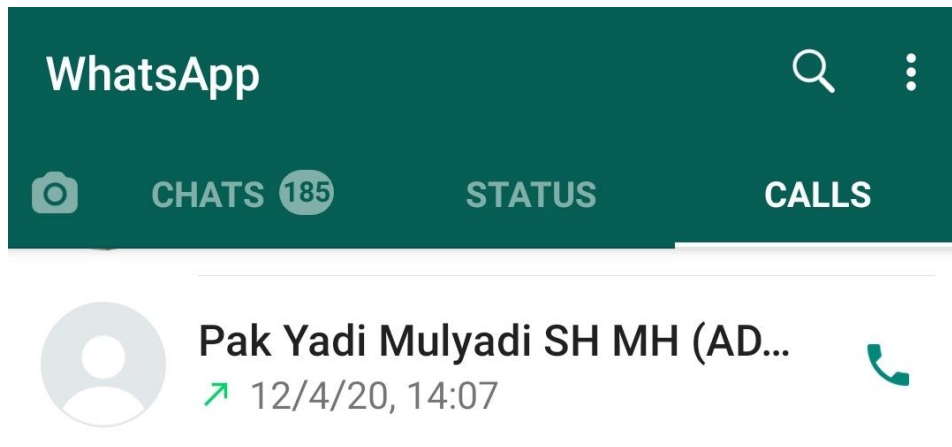 WhatsApp
CHATS 185 STATUS CALLS
Pak Yadi Mulyadi SH MH (AD...
12/4/20, 14:07